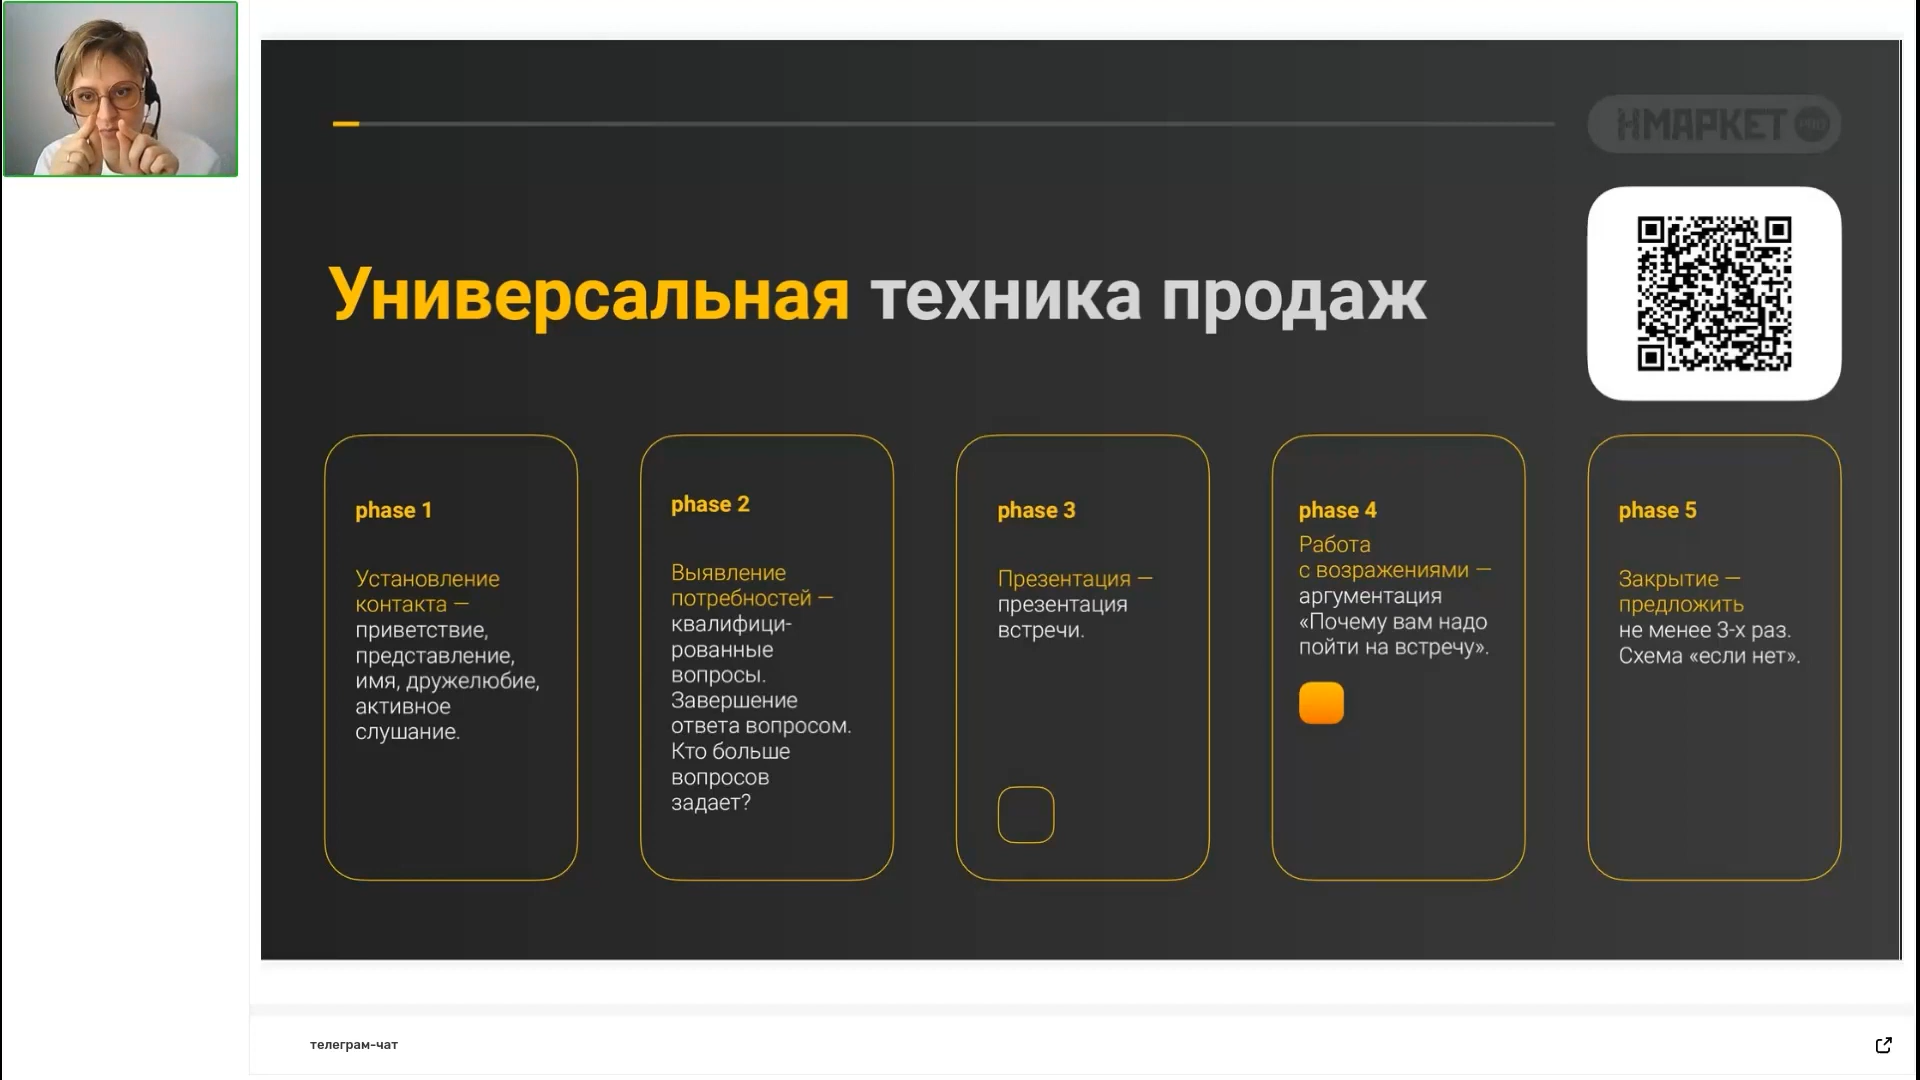 НМАРКЕТ PRO
Универсальная техника продаж
phase 1
Установление
контакта —
приветствие,
представление,
имя, дружелюбие,
активное
слушание.
phase 2
Выявление
потребностей —
квалифици-
рованные
вопросы.
Завершение
ответа вопросом.
Кто больше
вопросов
задает?
phase 3
Презентация —
презентация
встречи.
phase 4
Работа
с возражениями —
аргументация
«Почему вам надо
пойти на встречу».
phase 5
Закрытие —
предложить
не менее 3-х раз.
Схема «если нет».
телеграм-чат